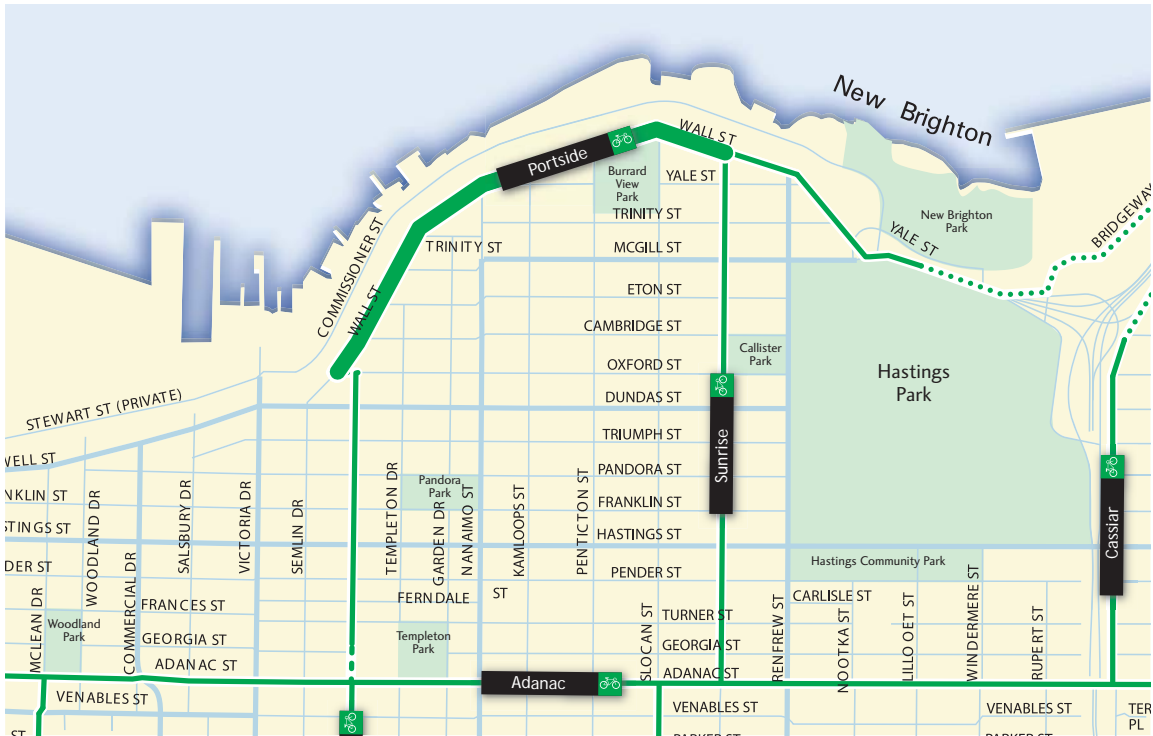 New Brighton
WALL ST
Portside
Burrard
View
Park
YALE ST
New Brighton
Park
BRIDGEWAY
TRINITY ST
COMMISSIONER ST
TRINITY ST
MCGILL ST
YALE ST
WALL ST
ETON ST
CAMBRIDGE ST
Callister
Park
OXFORD ST
Hastings
Park
DUNDAS ST
STEWART ST (PRIVATE)
TRIUMPH ST
Sunrise
WELL ST
PANDORA ST
Pandora
Park
NKLIN ST
FRANKLIN ST
STINGS ST
HASTINGS ST
WOODLAND DR
SALSBURY DR
VICTORIA DR
SEMLIN DR
TEMPLETON DR
GARDEN DR
NANAIMO ST
KAMLOOPS ST
PENTICTON ST
Cassiar
DER ST
PENDER ST
Hastings Community Park
MCLEAN DR
COMMERCIAL DR
FRANCES ST
FERNDALE ST
CARLISLE ST
Woodland
Park
TURNER ST
GEORGIA ST
Templeton
Park
GEORGIA ST
SLOCAN ST
RENFREW ST
NOOTKA ST
LILLOOET ST
WINDERMERE ST
RUPERT ST
ADANAC ST
ADANAC ST
Adanac
VENABLES ST
VENABLES ST
VENABLES ST
TER
PL
ST
PARKER ST
PARKER ST